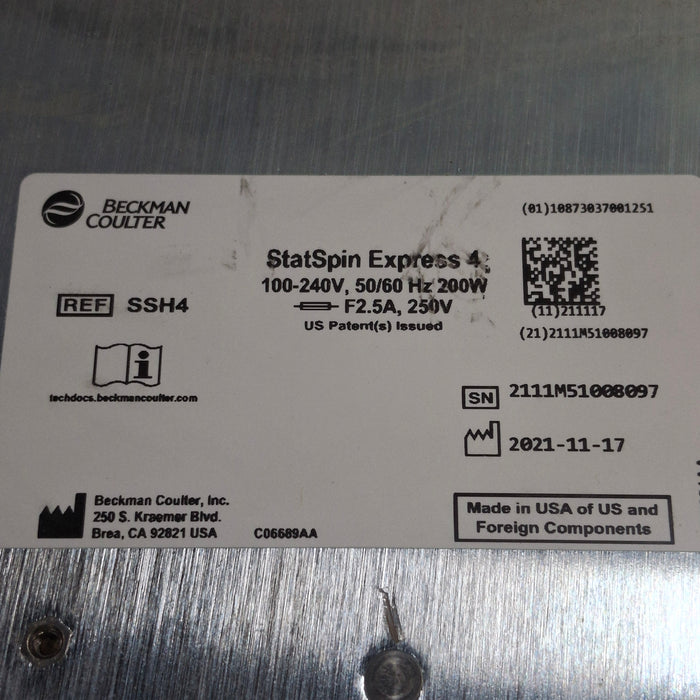 BECKMAN
COULTER
(01)10873037001251
StatSpin Express 4
100-240V, 50/60 Hz 200W
F2.5A, 250V
US Patent(s) Issued
REF SSH4
(11)211117
(21)2111M51008097
techdocs.beckmancoulter.com
SN 2111M51008097
2021-11-17
Beckman Coulter, Inc.
250 S. Kraemer Blvd.
Brea, CA 92821 USA
C06689AA
Made in USA of US and
Foreign Components